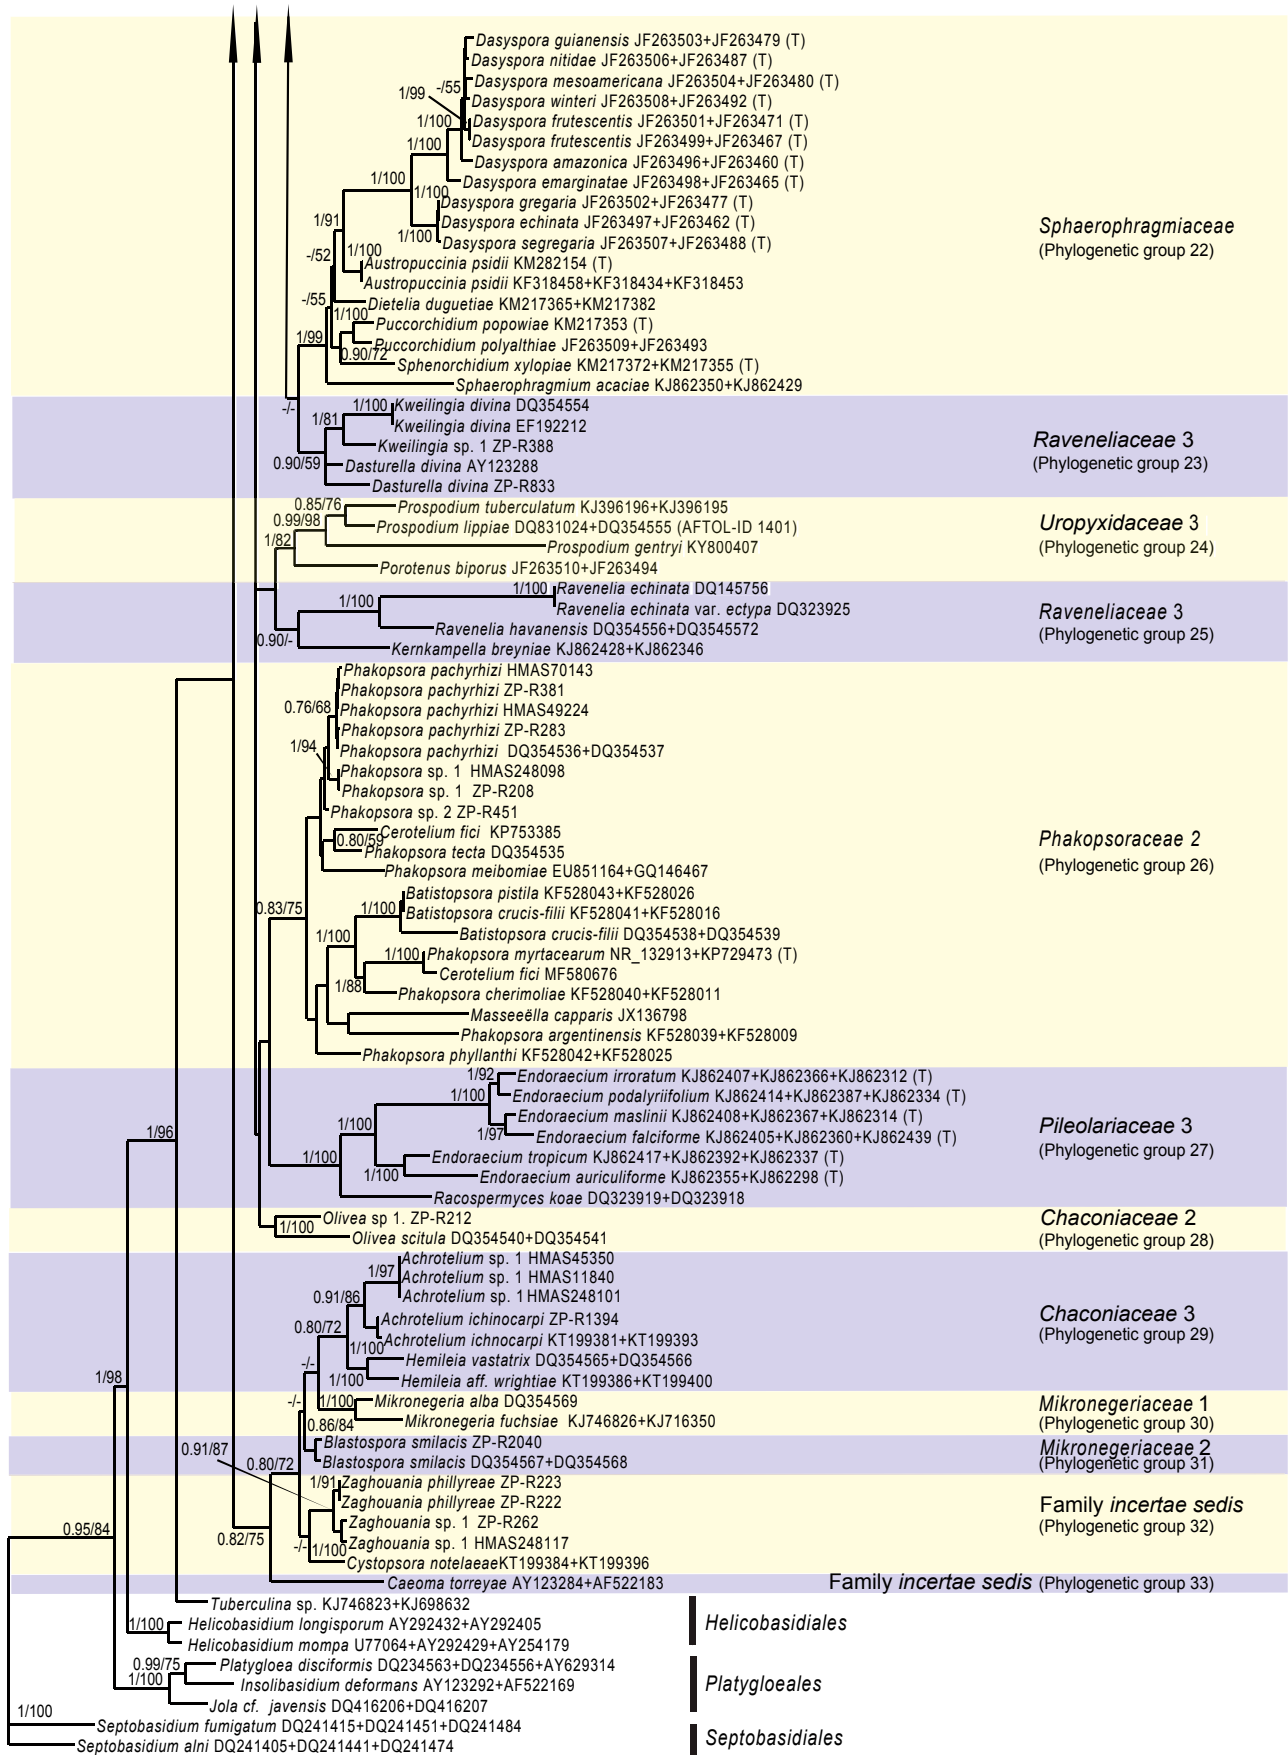 Dasyspora guianensis JF263503+JF263479 (T)
Dasyspora nitidae JF263506+JF263487 (T)
-/55
Dasyspora mesoamericana JF263504+JF263480 (T)
1/99
Dasyspora winteri JF263508+JF263492 (T)
1/100
Dasyspora frutescentis JF263501+JF263471 (T)
1/100
Dasyspora frutescentis JF263499+JF263467 (T)
Dasyspora amazonica JF263496+JF263460 (T)
1/100
Dasyspora emarginatae JF263498+JF263465 (T)
1/100
Dasyspora gregaria JF263502+JF263477 (T)
1/91
Dasyspora echinata JF263497+JF263462 (T)
1/100
Dasyspora segregaria JF263507+JF263488 (T)
Sphaerophragmiaceae
(Phylogenetic group 22)
-/52
1/100
Austropuccinia psidii KM282154 (T)
Austropuccinia psidii KF318458+KF318434+KF318453
-/55
Dietelia duguetiae KM217365+KM217382
1/100
Puccorchidium popowiae KM217353 (T)
1/99
Puccorchidium polyalthiae JF263509+JF263493
0.90/72
Sphenorchidium xylopiae KM217372+KM217355 (T)
Sphaerophragmium acaciae KJ862350+KJ862429
-/-
1/100
Kweilingia divina DQ354554
1/81
Kweilingia divina EF192212
Kweilingia sp. 1 ZP-R388
0.90/59
Dasturella divina AY123288
Dasturella divina ZP-R833
Raveneliaceae 3
(Phylogenetic group 23)
0.85/76
Prospodium tuberculatum KJ396196+KJ396195
0.99/98
Prospodium lippiae DQ831024+DQ354555 (AFTOL-ID 1401)
1/82
Prospodium gentryi KY800407
Porotenus biporus JF263510+JF263494
Uropyxidaceae 3
(Phylogenetic group 24)
1/100
Ravenelia echinata DQ145756
1/100
Ravenelia echinata var. ectypa DQ323925
Ravenelia havanensis DQ354556+DQ3545572
0.90/-
Kernkampella breyniae KJ862428+KJ862346
Raveneliaceae 3
(Phylogenetic group 25)
Phakopsora pachyrhizi HMAS70143
Phakopsora pachyrhizi ZP-R381
0.76/68
Phakopsora pachyrhizi HMAS49224
Phakopsora pachyrhizi ZP-R283
1/94
Phakopsora pachyrhizi DQ354536+DQ354537
Phakopsora sp. 1 HMAS248098
Phakopsora sp. 1 ZP-R208
Phakopsora sp. 2 ZP-R451
Cerotelium fici KP753385
0.80/59
Phakopsora tecta DQ354535
Phakopsora meibomiae EU851164+GQ146467
Phakopsoraceae 2
(Phylogenetic group 26)
Batistopsora pistila KF528043+KF528026
0.83/75
1/100
Batistopsora crucis-filii KF528041+KF528016
Batistopsora crucis-filii DQ354538+DQ354539
1/100
1/100
Phakopsora myrtacearum NR_132913+KP729473 (T)
Cerotelium fici MF580676
1/88
Phakopsora cherimoliae KF528040+KF528011
Masseeëlla capparis JX136798
Phakopsora argentinensis KF528039+KF528009
Phakopsora phyllanthi KF528042+KF528025
1/92
Endoraecium irroratum KJ862407+KJ862366+KJ862312 (T)
1/100
Endoraecium podalyriifolium KJ862414+KJ862387+KJ862334 (T)
1/100
Endoraecium maslinii KJ862408+KJ862367+KJ862314 (T)
1/97
Endoraecium falciforme KJ862405+KJ862360+KJ862439 (T)
1/96
1/100
Endoraecium tropicum KJ862417+KJ862392+KJ862337 (T)
1/100
Endoraecium auriculiforme KJ862355+KJ862298 (T)
Racospermyces koae DQ323919+DQ323918
Pileolariaceae 3
(Phylogenetic group 27)
Olivea sp 1. ZP-R212
1/100
Olivea scitula DQ354540+DQ354541
Chaconiaceae 2
(Phylogenetic group 28)
Achrotelium sp. 1 HMAS45350
1/97
Achrotelium sp. 1 HMAS11840
0.91/86
Achrotelium sp. 1 HMAS248101
Achrotelium ichinocarpi ZP-R1394
0.80/72
Achrotelium ichnocarpi KT199381+KT199393
1/100
Hemileia vastatrix DQ354565+DQ354566
-/-
1/100
Hemileia aff. wrightiae KT199386+KT199400
Chaconiaceae 3
(Phylogenetic group 29)
1/98
-/-
1/100
Mikronegeria alba DQ354569
Mikronegeria fuchsiae KJ746826+KJ716350
Mikronegeriaceae 1
(Phylogenetic group 30)
0.86/84
Blastospora smilacis ZP-R2040
Blastospora smilacis DQ354567+DQ354568
Mikronegeriaceae 2
(Phylogenetic group 31)
0.91/87
0.80/72
1/91
Zaghouania phillyreae ZP-R223
Zaghouania phillyreae ZP-R222
Zaghouania sp. 1 ZP-R262
Zaghouania sp. 1 HMAS248117
-/-
1/100
Cystopsora notelaeaeKT199384+KT199396
Family incertae sedis
(Phylogenetic group 32)
0.95/84
0.82/75
Caeoma torreyae AY123284+AF522183
Family incertae sedis (Phylogenetic group 33)
Tuberculina sp. KJ746823+KJ698632
1/100
Helicobasidium longisporum AY292432+AY292405
Helicobasidium mompa U77064+AY292429+AY254179
Helicobasidiales
0.99/75
Platygloea disciformis DQ234563+DQ234556+AY629314
1/100
Insolibasidium deformans AY123292+AF522169
Jola cf. javensis DQ416206+DQ416207
Platygloeales
1/100
Septobasidium fumigatum DQ241415+DQ241451+DQ241484
Septobasidium alni DQ241405+DQ241441+DQ241474
Septobasidiales